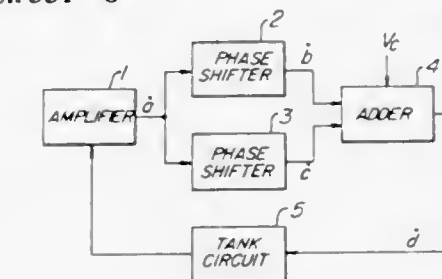 2
PHASE
SHIFTER
ḃ
Vc
4
1
AMPLIFIER
ȧ
ADDER
3
PHASE
SHIFTER
ċ
5
TANK
CIRCUIT
ḋ